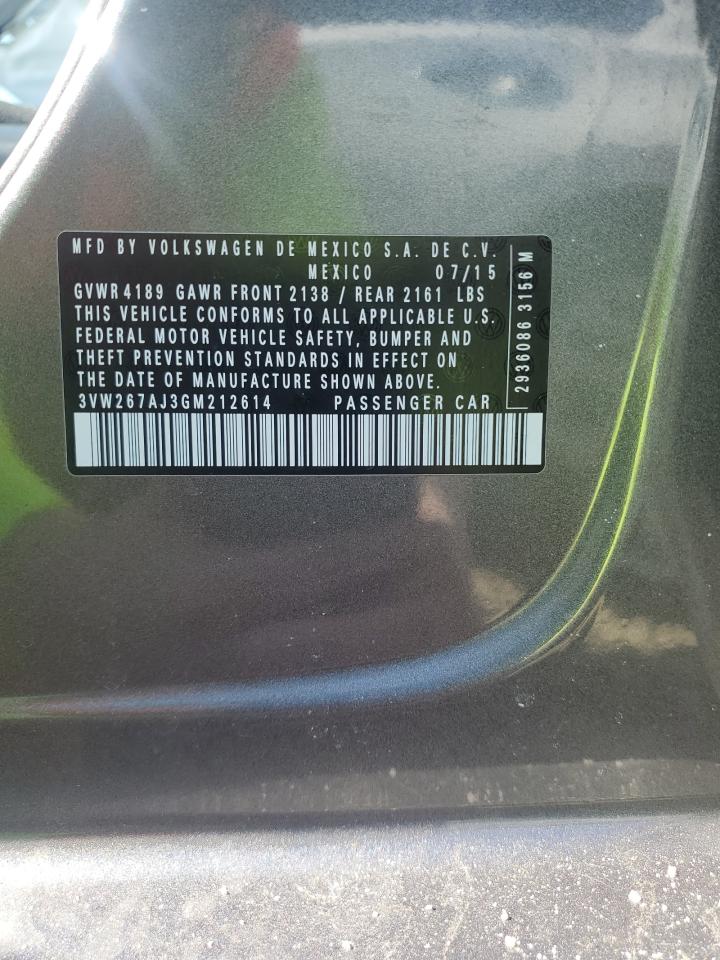 MFD BY VOLKSWAGEN DE MEXICO S.A. DE C.V.
MEXICO 07/15
GVWR 4189 GAWR FRONT 2138 / REAR 2161 LBS
THIS VEHICLE CONFORMS TO ALL APPLICABLE U.S.
FEDERAL MOTOR VEHICLE SAFETY, BUMPER AND
THEFT PREVENTION STANDARDS IN EFFECT ON
THE DATE OF MANUFACTURE SHOWN ABOVE.
3VW267AJ3GM212614 PASSENGER CAR
2936086 3156 M